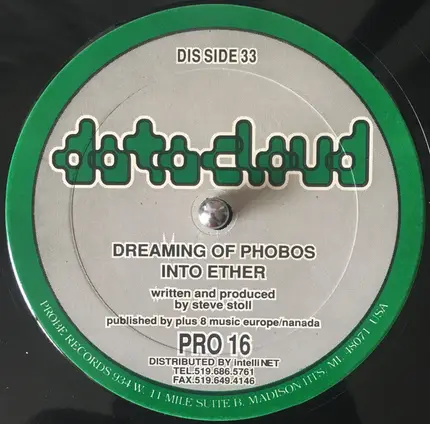 DIS SIDE 33
datacloud
DREAMING OF PHOBOS
INTO ETHER
written and produced
by steve stoll
published by plus 8 music europe/nanada
PRO 16
DISTRIBUTED BY intelliNET
TEL.519.686.5761
FAX.519.649.4146
PROBE RECORDS 934 W. 11 MILE SUITE B. MADISON HTS, MI. 48071 USA